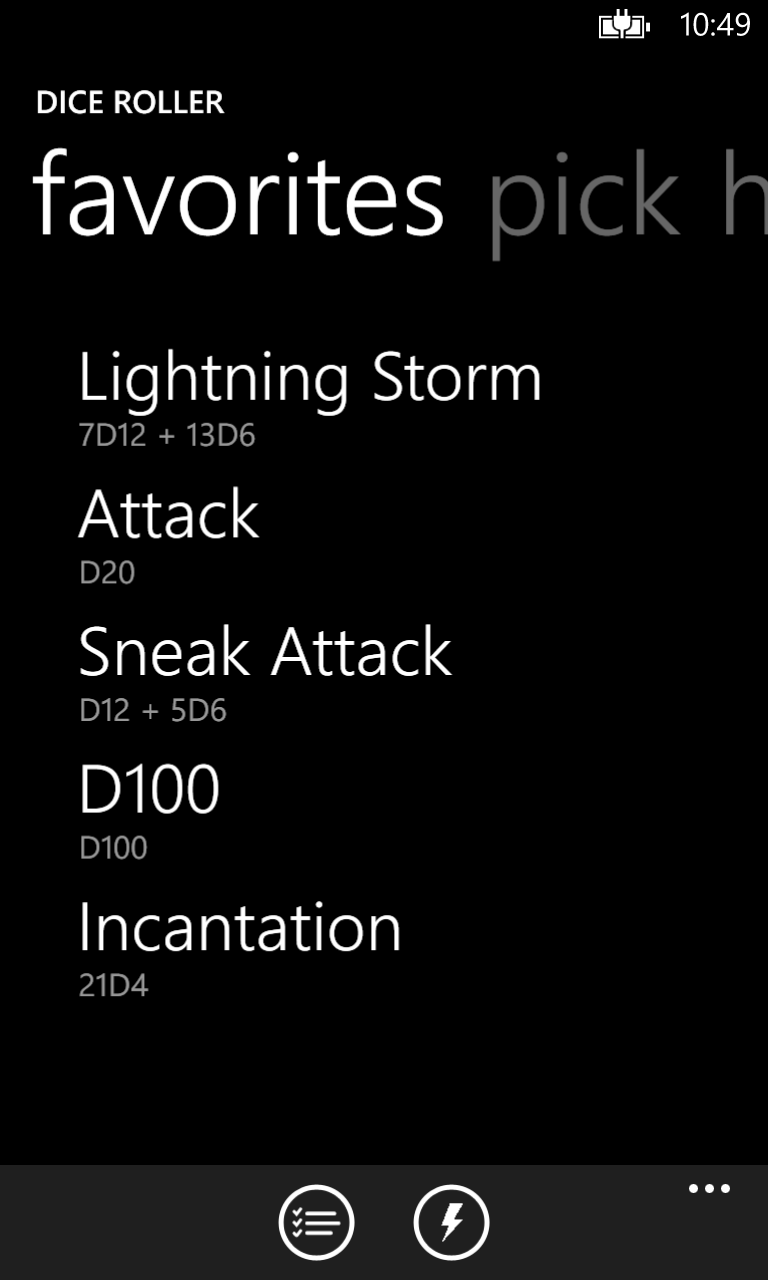 10:49
DICE ROLLER
favorites pick h
Lightning Storm
7D12 + 13D6
Attack
D20
Sneak Attack
D12 + 5D6
D100
D100
Incantation
21D4